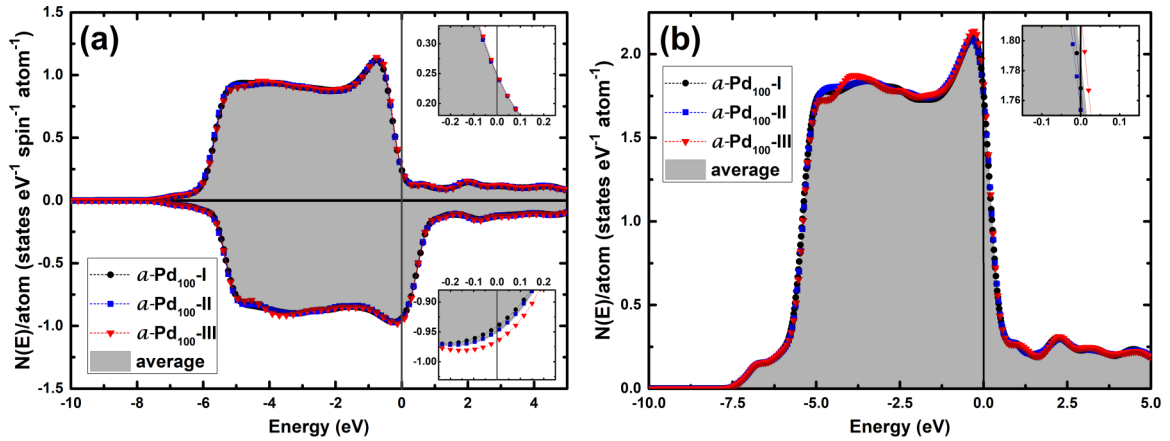 (a)
N(E)/atom (states eV⁻¹ spin⁻¹ atom⁻¹)
1.5
1.0
0.5
0.0
-0.5
-1.0
-1.5
-10 -8 -6 -4 -2 0 2 4
Energy (eV)
0.30
0.25
0.20
-0.2 -0.1 0.0 0.1 0.2
a-Pd₁₀₀-I
a-Pd₁₀₀-II
a-Pd₁₀₀-III
average
-0.2 -0.1 0.0 0.1 0.2
-0.90
-0.95
-1.00
(b)
N(E)/atom (states eV⁻¹ atom⁻¹)
2.0
1.5
1.0
0.5
0.0
-10.0 -7.5 -5.0 -2.5 0.0 2.5 5.0
Energy (eV)
a-Pd₁₀₀-I
a-Pd₁₀₀-II
a-Pd₁₀₀-III
average
1.80
1.78
1.76
-0.1 0.0 0.1